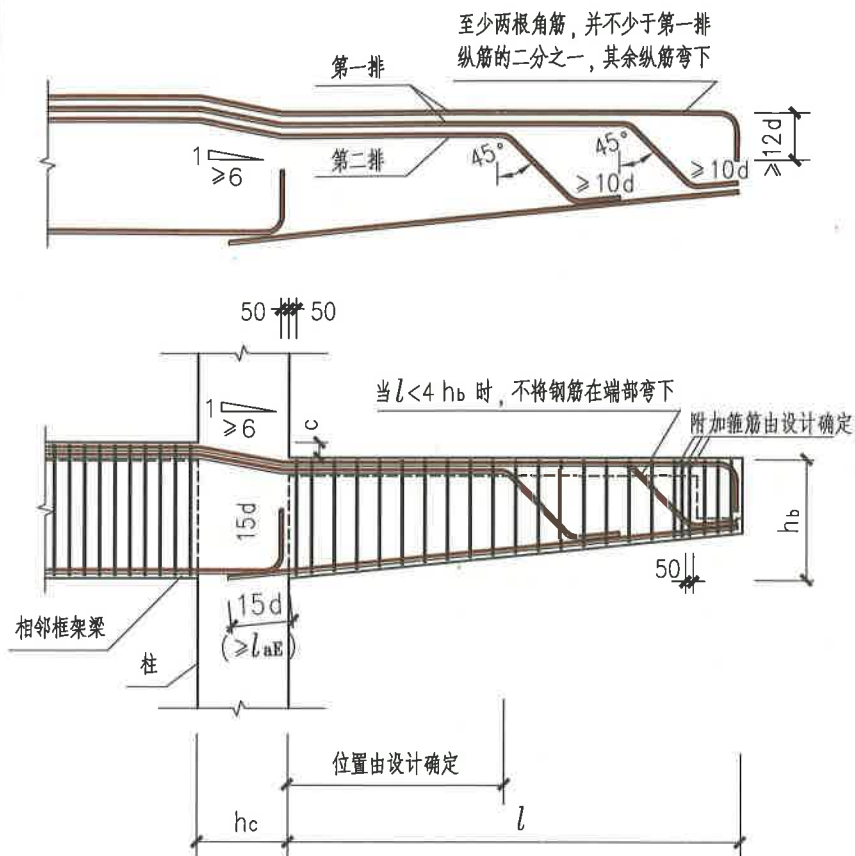 至少两根角筋，并不少于第一排
纵筋的二分之一，其余纵筋弯下
第一排
第二排
1
≥6
45°
45°
≥10d
≥10d
≥12d
50
50
当l<4hb时，不将钢筋在端部弯下
附加箍筋由设计确定
1
≥6
c
15d
hb
50
15d
(≥laE)
相邻框架梁
柱
位置由设计确定
hc
l